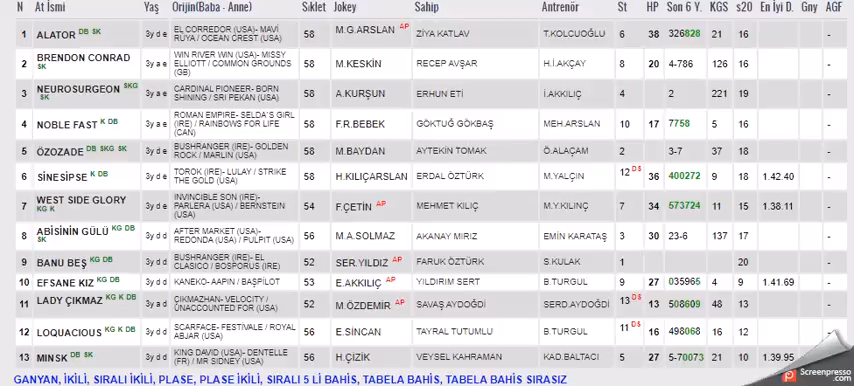 N At İsmi Yaş Orijin(Baba - Anne) Sıklet Jokey Sahip Antrenör St HP Son 6 Y. KGS s20 En İyi D. Gny AGF
1 ALATOR DB SK 3y d e EL CORREDOR (USA)- MAVİ RÜYA / OCEAN CREST (USA) 58 M.G.ARSLAN AP ZİYA KATLAV T.KOLCUOĞLU 6 38 326828 21 16 -
2 BRENDON CONRAD SK 3y a e WIN RIVER WIN (USA)- MISSY ELLIOTT / COMMON GROUNDS (GB) 58 M.KESKİN RECEP AVŞAR H.İ.AKÇAY 8 20 4-786 126 16 -
3 NEUROSURGEON SKG SK 3y a e CARDINAL PIONEER- BORN SHINING / SRI PEKAN (USA) 58 A.KURŞUN ERHUN ETİ İ.AKKILIÇ 4 2 221 19 -
4 NOBLE FAST K DB 3y a e ROMAN EMPIRE- SELDA'S GIRL (IRE) / RAINBOWS FOR LIFE (CAN) 58 F.R.BEBEK GÖKTUĞ GÖKBAŞ MEH.ARSLAN 10 17 7758 5 16 -
5 ÖZOZADE DB SKG SK 3y d e BUSHRANGER (IRE)- GOLDEN ROCK / MARLIN (USA) 58 M.BAYDAN AYTEKİN TOMAK Ö.ALAÇAM 2 3-7 37 18 -
6 SİNESİPSE K DB 3y d e TOROK (IRE)- LULAY / STRIKE THE GOLD (USA) 58 H.KILIÇARSLAN ERDAL ÖZTÜRK M.YALÇIN 12 DS 36 400272 9 18 1.42.40 -
7 WEST SIDE GLORY KG K 3y d e INVINCIBLE SON (IRE)- PARLERA (USA) / BERNSTEIN (USA) 54 F.ÇETİN AP MEHMET KILIÇ M.Y.KILINÇ 7 34 573724 11 15 1.38.11 -
8 ABİSİNİN GÜLÜ KG DB SK 3y d d AFTER MARKET (USA)- REDONDA (USA) / PULPIT (USA) 56 M.A.SOLMAZ AKANAY MIRIZ EMİN KARATAŞ 3 30 23-6 137 17 -
9 BANU BEŞ KG DB 3y d d BUSHRANGER (IRE)- EL CLASICO / BOSPORUS (IRE) 52 SER.YILDIZ AP FARUK ÖZTÜRK S.KULAK 1 20 -
10 EFSANE KIZ KG DB 3y d d KANEKO- AAPIN / BAŞPİLOT 53 E.AKKILIÇ AP YILDIRIM SERT B.TURGUL 9 27 035965 4 8 1.41.69 -
11 LADY ÇIKMAZ KG K DB 3y a d ÇIKMAZHAN- VELOCITY / UNACCOUNTED FOR (USA) 52 M.ÖZDEMİR AP SAVAŞ AYDOĞDİ SERD.AYDOĞDİ 13 DS 13 508609 48 13 -
12 LOQUACIOUS KG K DB 3y d d SCARFACE- FESTİVALE / ROYAL ABJAR (USA) 56 E.SİNCAN TAYRAL TUTUMLU B.TURGUL 11 DS 16 498068 16 12 -
13 MINSK DB SK 3y d d KING DAVID (USA)- DENTELLE (FR) / MR SIDNEY (USA) 56 H.ÇİZİK VEYSEL KAHRAMAN KAD.BALTACI 5 27 5-70073 21 10 1.39.95
GANYAN, İKİLİ, SIRALI İKİLİ, PLASE, PLASE İKİLİ, SIRALI 5 Lİ BAHİS, TABELA BAHİS, TABELA BAHİS SIRASIZ
Screenpresso
.com